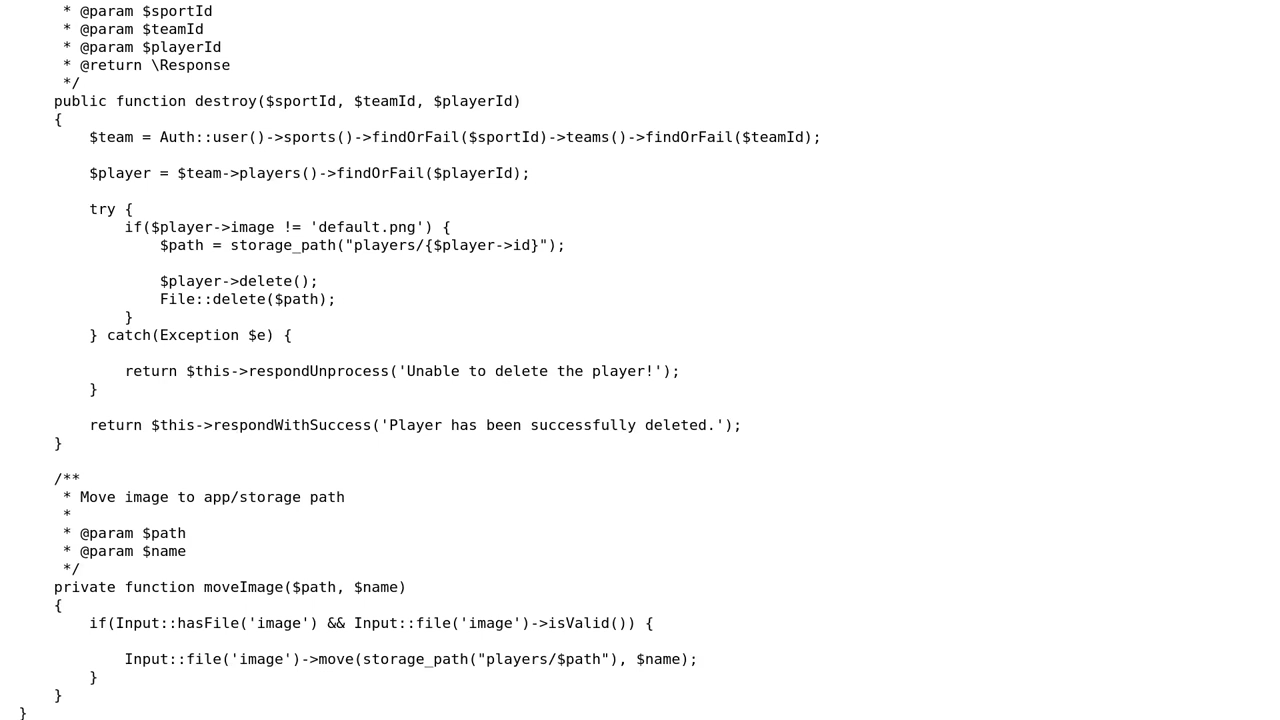 * @param $sportId
     * @param $teamId
     * @param $playerId
     * @return \Response
     */
    public function destroy($sportId, $teamId, $playerId)
    {
        $team = Auth::user()->sports()->findOrFail($sportId)->teams()->findOrFail($teamId);

        $player = $team->players()->findOrFail($playerId);

        try {
            if($player->image != 'default.png') {
                $path = storage_path("players/{$player->id}");

                $player->delete();
                File::delete($path);
            }
        } catch(Exception $e) {

            return $this->respondUnprocess('Unable to delete the player!');
        }

        return $this->respondWithSuccess('Player has been successfully deleted.');
    }

    /**
     * Move image to app/storage path
     *
     * @param $path
     * @param $name
     */
    private function moveImage($path, $name)
    {
        if(Input::hasFile('image') && Input::file('image')->isValid()) {

            Input::file('image')->move(storage_path("players/$path"), $name);
        }
    }
}